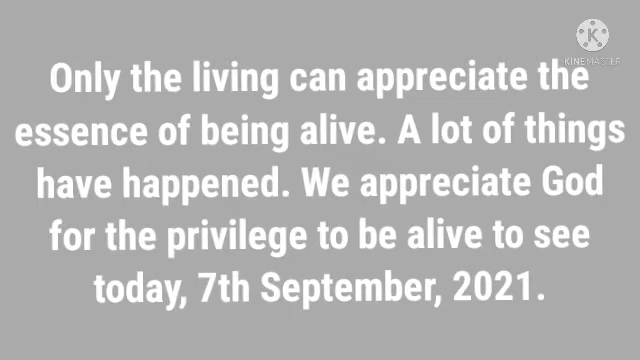 KINEMASTER
Only the living can appreciate the
essence of being alive. A lot of things
have happened. We appreciate God
for the privilege to be alive to see
today, 7th September, 2021.